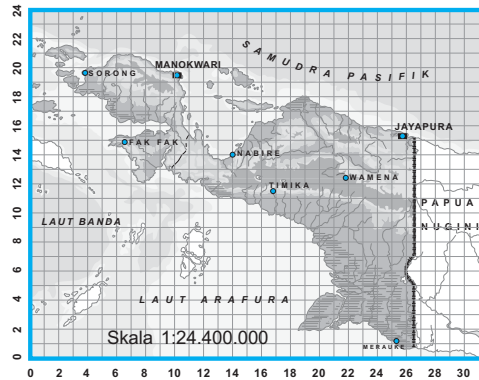 24
22
20
18
16
14
12
10
8
6
4
2
0
SAMUDRA PASIFIK
MANOKWARI
SORONG
JAYAPURA
FAK FAK
NABIRE
WAMENA
TIMIKA
PAPUA
NUGINI
LAUT BANDA
LAUT ARAFURA
Skala 1:24.400.000
MERAUKE
0 2 4 6 8 10 12 14 16 18 20 22 24 26 28 30